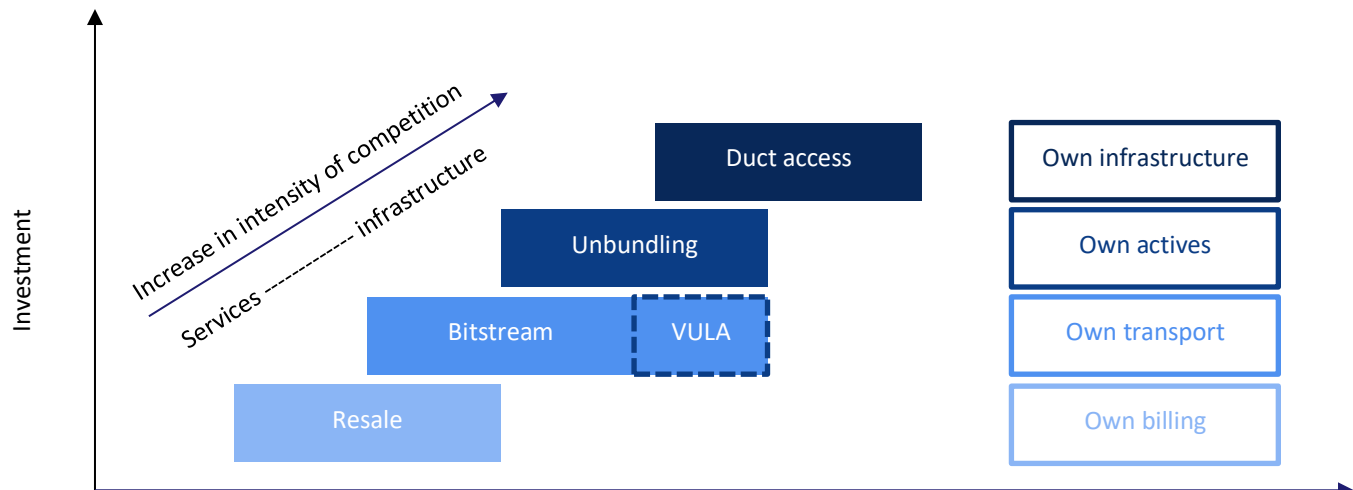 Increase in intensity of competition
Services ------------ infrastructure
Investment
Duct access
Own infrastructure
Unbundling
Own actives
Bitstream
VULA
Own transport
Resale
Own billing